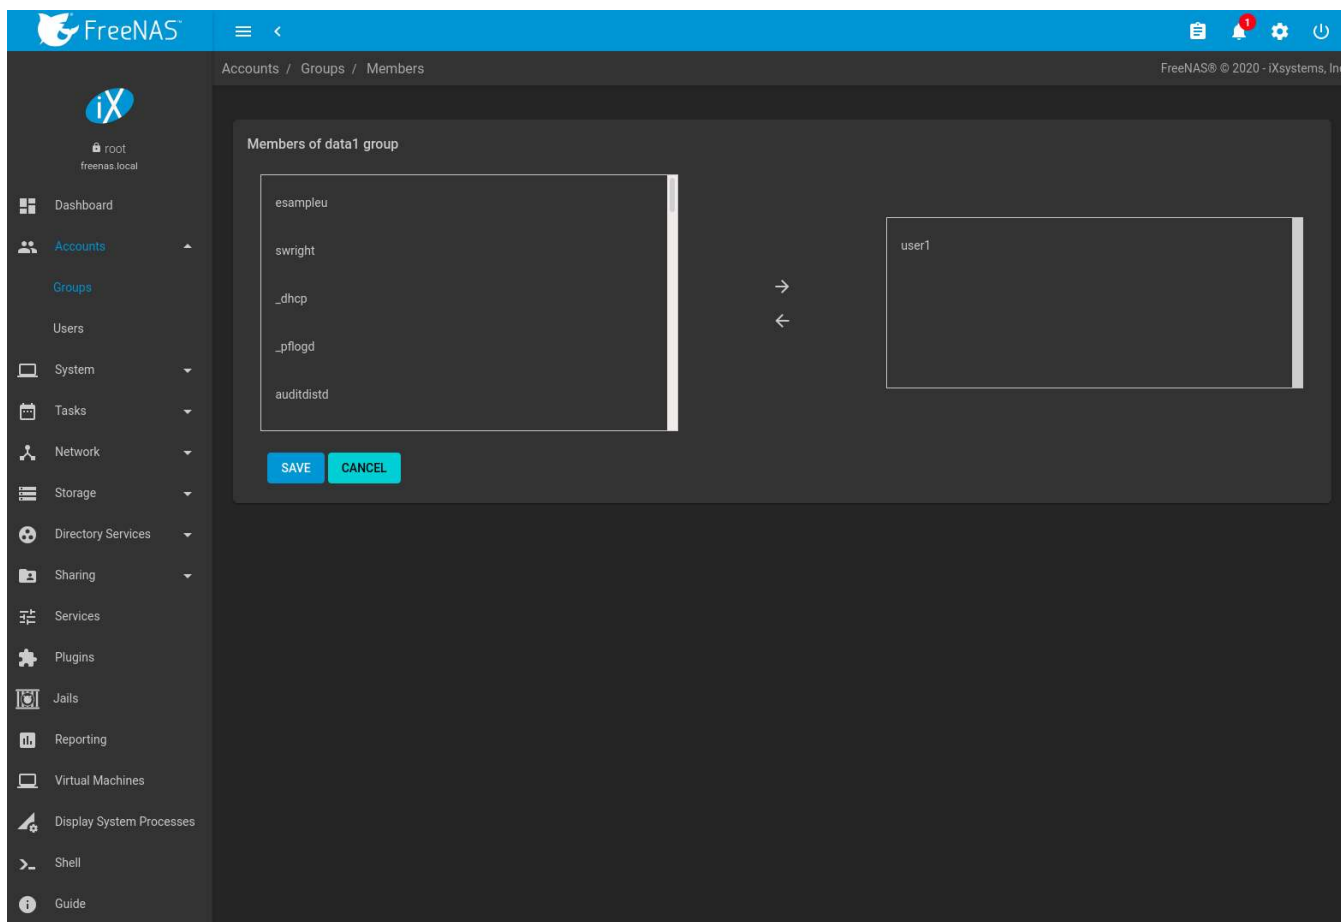 FreeNAS
1
Accounts / Groups / Members
FreeNAS® © 2020 - iXsystems, Inc
iX
root
freenas.local
Dashboard
Accounts
Groups
Users
System
Tasks
Network
Storage
Directory Services
Sharing
Services
Plugins
Jails
Reporting
Virtual Machines
Display System Processes
Shell
Guide
Members of data1 group
esampleu
swright
_dhcp
_pflogd
auditdistd
user1
SAVE
CANCEL